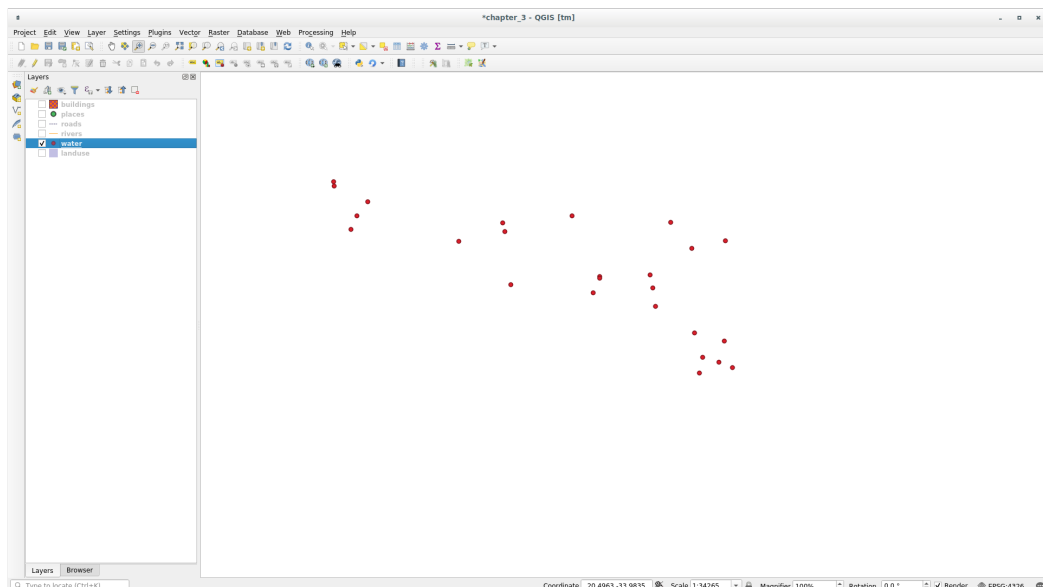 *chapter_3 - QGIS [tm]
Project Edit View Layer Settings Plugins Vector Raster Database Web Processing Help
Layers
buildings
places
roads
rivers
water
landuse
Layers Browser
Type to locate (Ctrl+K) Coordinate 20.4963,-33.9835 Scale 1:34265 Magnifier 100% Rotation 0.0 ° Render EPSG:4326